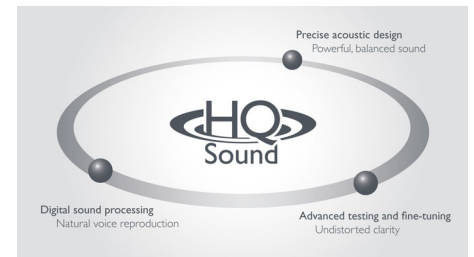 Precise acoustic design
Powerful, balanced sound
HQ
Sound
Digital sound processing
Natural voice reproduction
Advanced testing and fine-tuning
Undistorted clarity